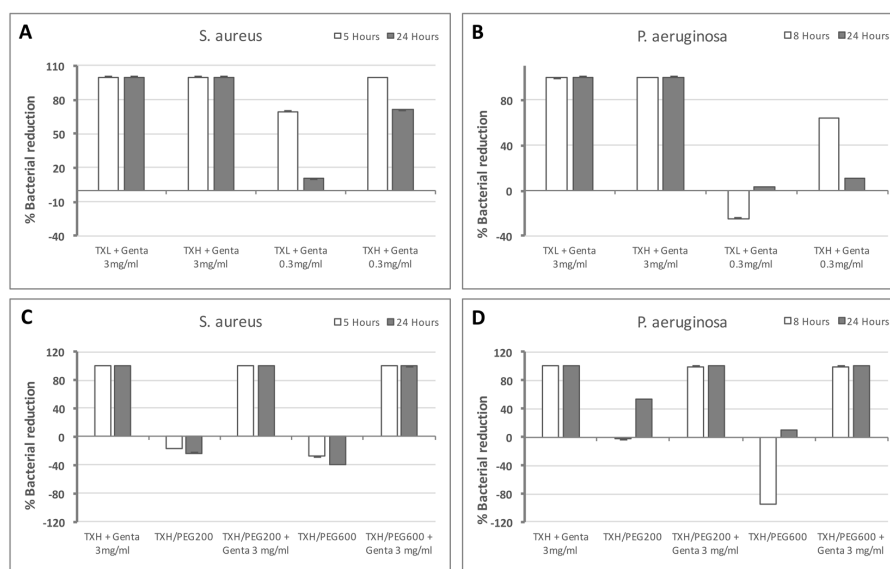 A
S. aureus
5 Hours 24 Hours
% Bacterial reduction
110
80
50
20
-10
-40
TXL + Genta 3mg/ml
TXH + Genta 3mg/ml
TXL + Genta 0.3mg/ml
TXH + Genta 0.3mg/ml
B
P. aeruginosa
8 Hours 24 Hours
% Bacterial reduction
80
40
0
-40
TXL + Genta 3mg/ml
TXH + Genta 3mg/ml
TXL + Genta 0.3mg/ml
TXH + Genta 0.3mg/ml
C
S. aureus
5 Hours 24 Hours
% Bacterial reduction
120
80
40
0
-40
-80
-120
TXH + Genta 3mg/ml
TXH/PEG200
TXH/PEG200 + Genta 3 mg/ml
TXH/PEG600
TXH/PEG600 + Genta 3 mg/ml
D
P. aeruginosa
8 Hours 24 Hours
% Bacterial reduction
120
80
40
0
-40
-80
-120
TXH + Genta 3mg/ml
TXH/PEG200
TXH/PEG200 + Genta 3 mg/ml
TXH/PEG600
TXH/PEG600 + Genta 3 mg/ml